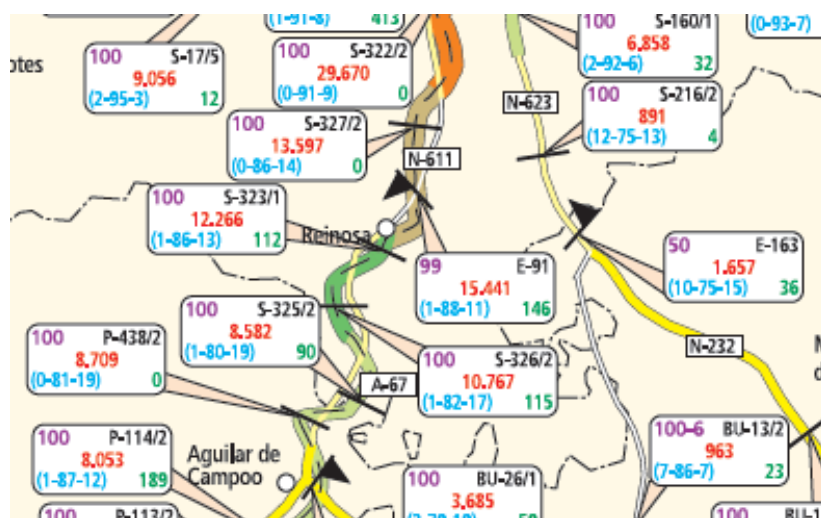 (1-91-8) 413
100 S-17/5
9.056
(2-95-3) 12
100 S-322/2
29.670
(0-91-9) 0
100 S-160/1
6.858
(2-92-6) 32
(0-93-7)
otes
100 S-327/2
13.597
(0-86-14) 0
N-623
100 S-216/2
891
(12-75-13) 4
N-611
100 S-323/1
12.266
(1-86-13) 112
Reinosa
99 E-91
15.441
(1-88-11) 146
50 E-163
1.657
(10-75-15) 36
100 S-325/2
8.582
(1-80-19) 90
100 P-438/2
8.709
(0-81-19) 0
100 S-326/2
10.767
(1-82-17) 115
A-67
N-232
100 P-114/2
8.053
(1-87-12) 189
Aguilar de
Campoo
100-6 BU-13/2
963
(7-86-7) 23
100 BU-26/1
3.685
100 P-113/2
100